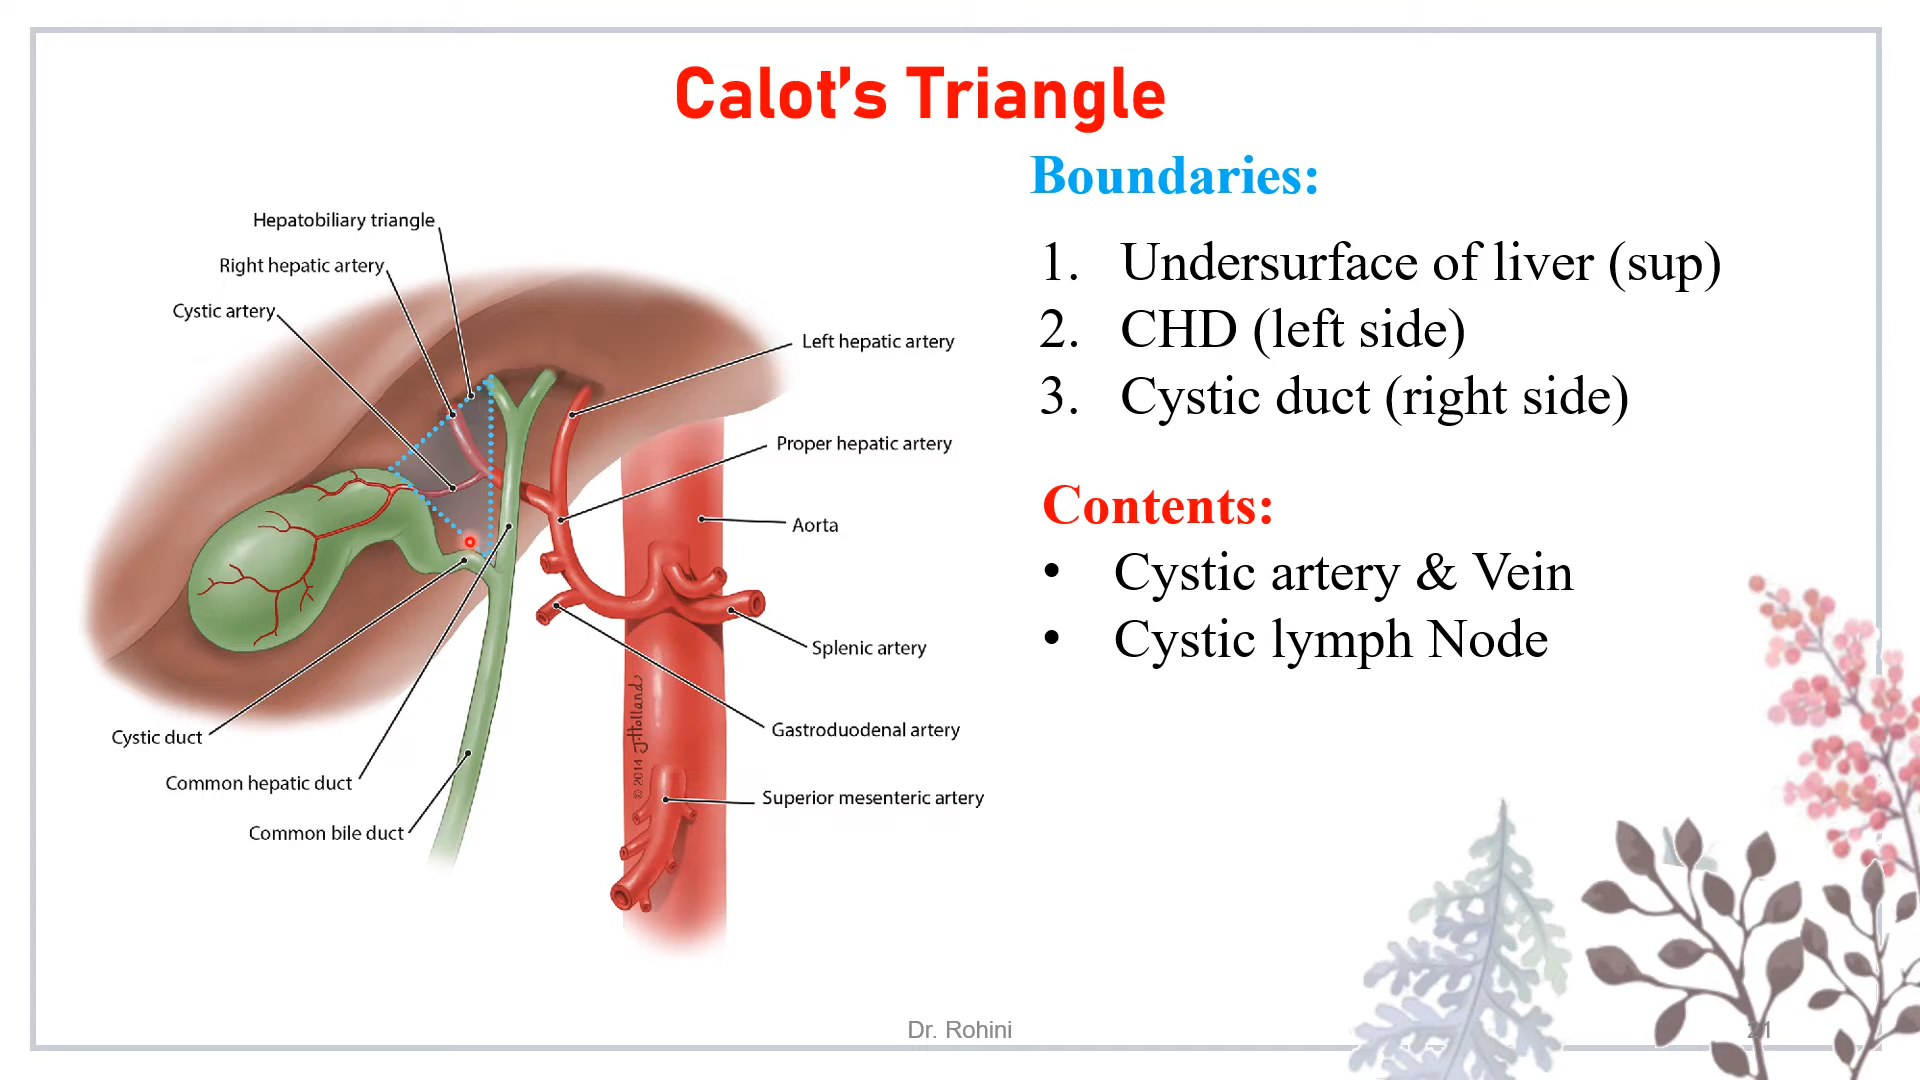 Calot's Triangle
Boundaries:
1. Undersurface of liver (sup)
2. CHD (left side)
3. Cystic duct (right side)
Contents:
• Cystic artery & Vein
• Cystic lymph Node
Hepatobiliary triangle
Right hepatic artery
Cystic artery
Left hepatic artery
Proper hepatic artery
Aorta
Splenic artery
Gastroduodenal artery
Superior mesenteric artery
Cystic duct
Common hepatic duct
Common bile duct
© 2014 J.Holland
Dr. Rohini
21